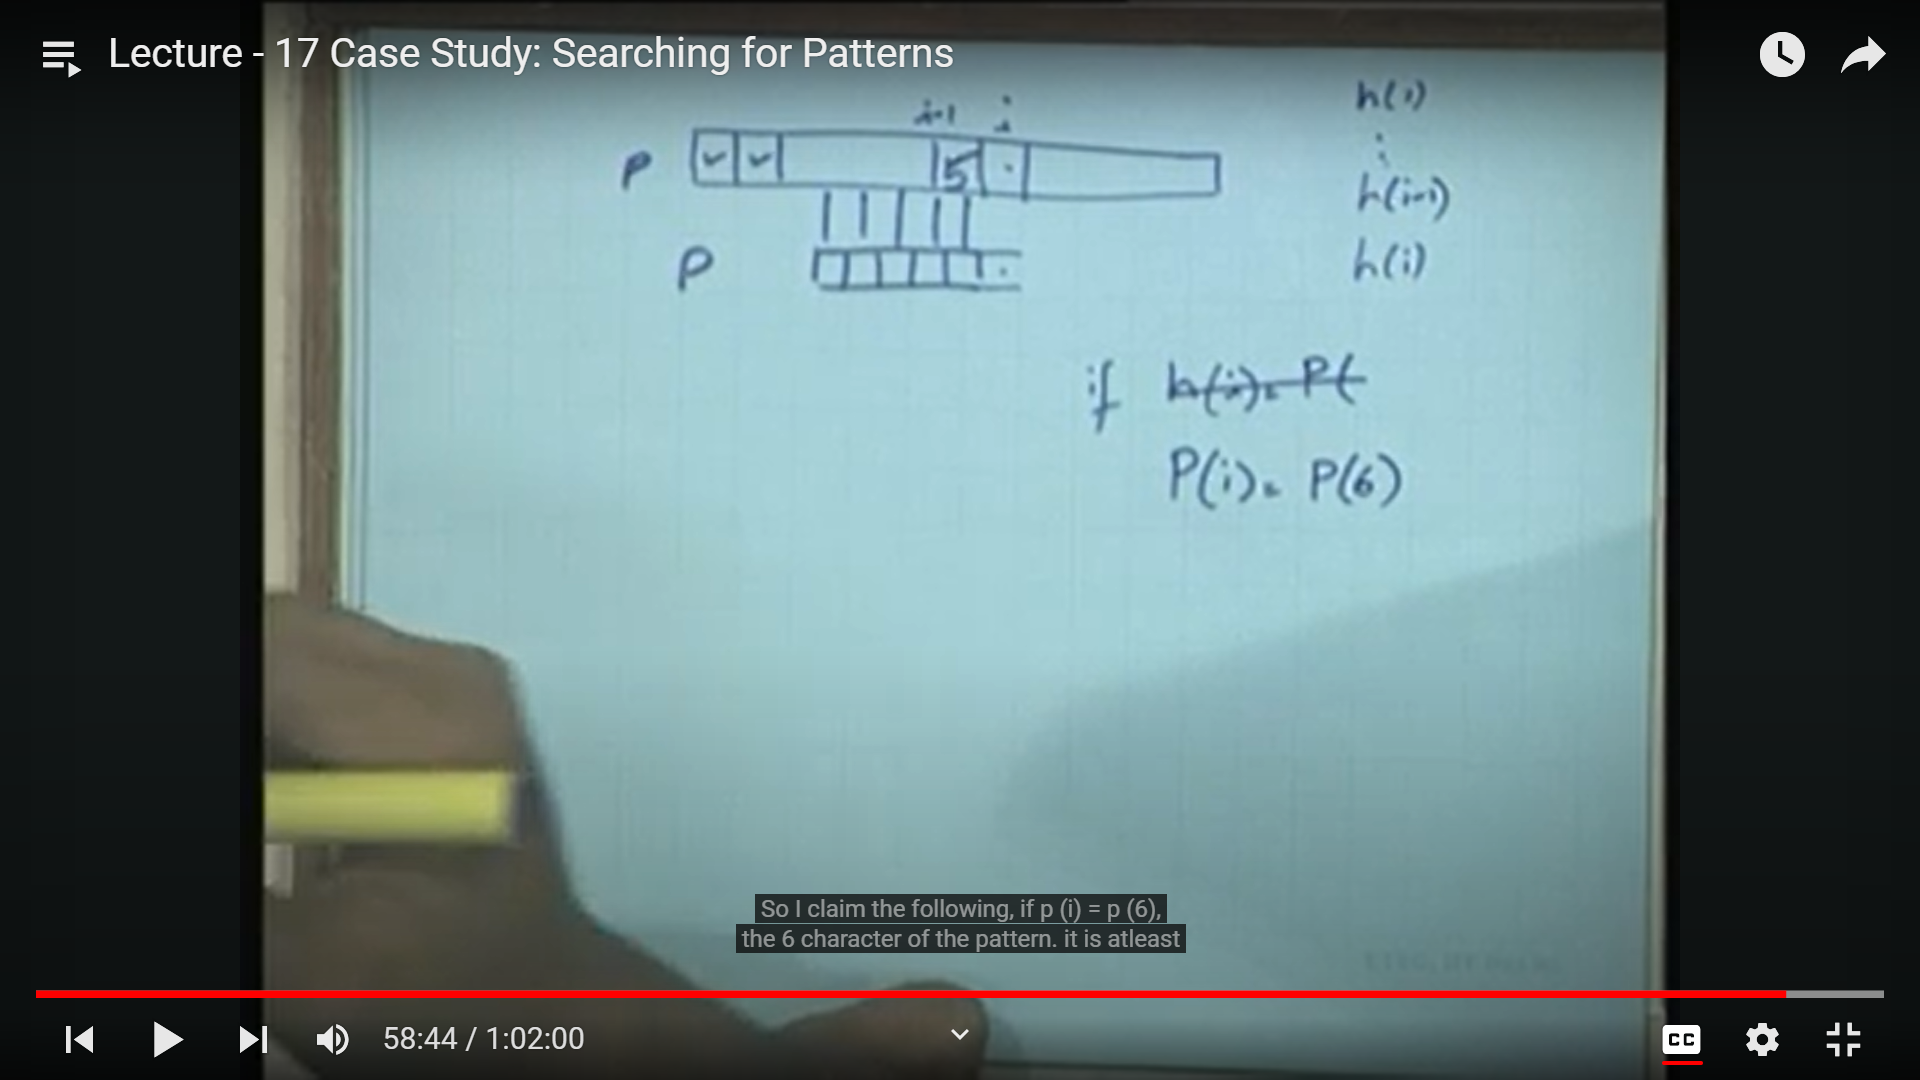 Lecture - 17 Case Study: Searching for Patterns
i-1 i
P 5
P
h(1)
h(i-1)
h(i)
if h(i) = P(
P(i) = P(6)
So I claim the following, if p (i) = p (6),
the 6 character of the pattern. it is atleast
58:44 / 1:02:00
CC